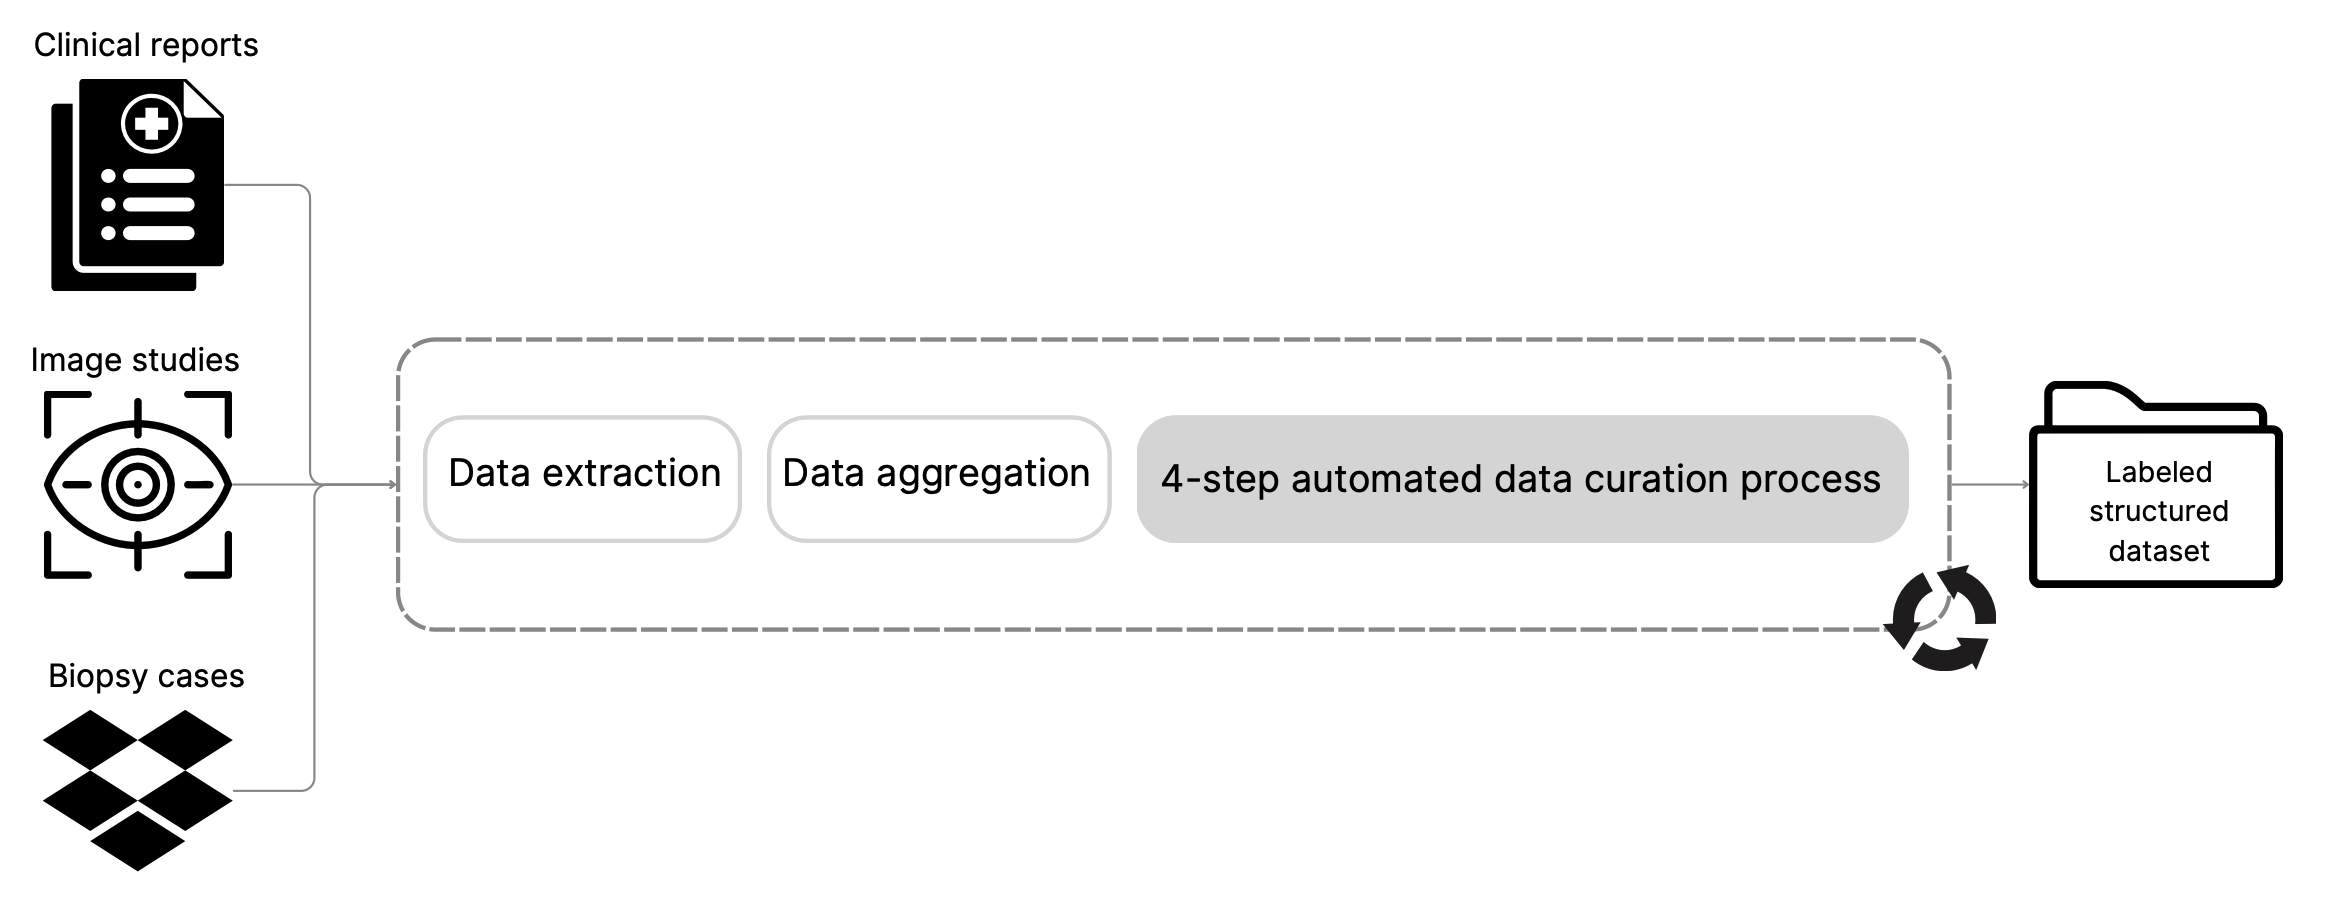 Clinical reports
Image studies
Biopsy cases
Data extraction
Data aggregation
4-step automated data curation process
Labeled
structured
dataset